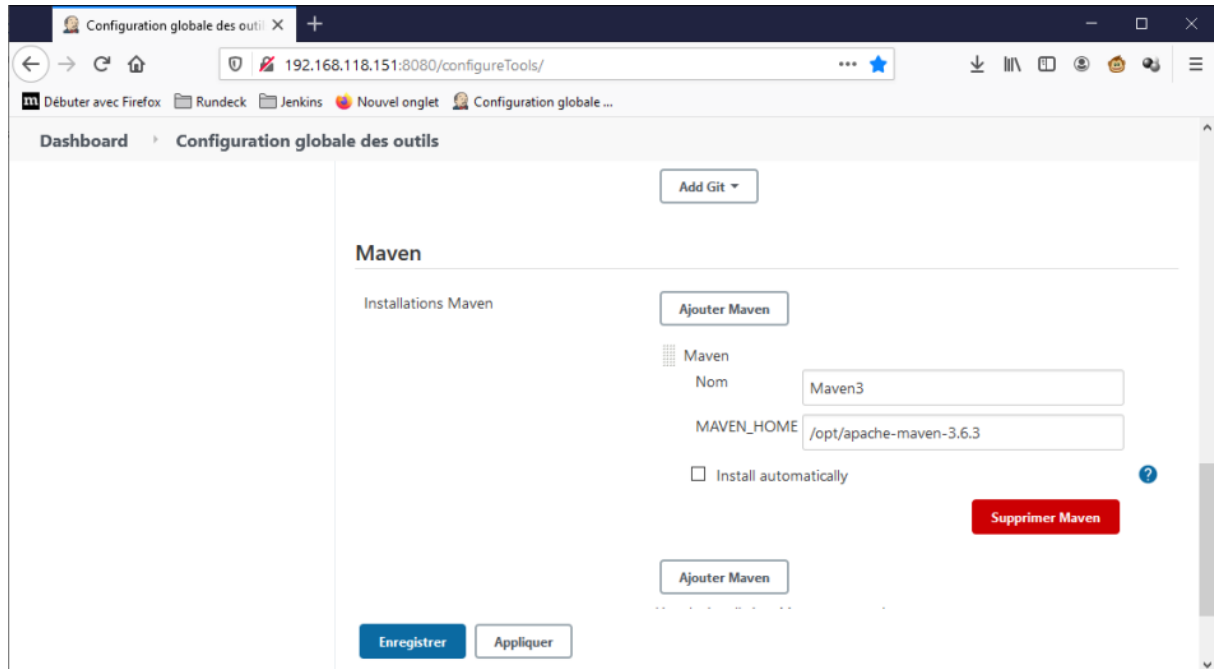 Configuration globale des outil
192.168.118.151:8080/configureTools/
m Débuter avec Firefox Rundeck Jenkins Nouvel onglet Configuration globale ...
Dashboard Configuration globale des outils
Add Git
Maven
Installations Maven
Ajouter Maven
Maven
Nom
Maven3
MAVEN_HOME
/opt/apache-maven-3.6.3
Install automatically
?
Supprimer Maven
Ajouter Maven
Enregistrer
Appliquer